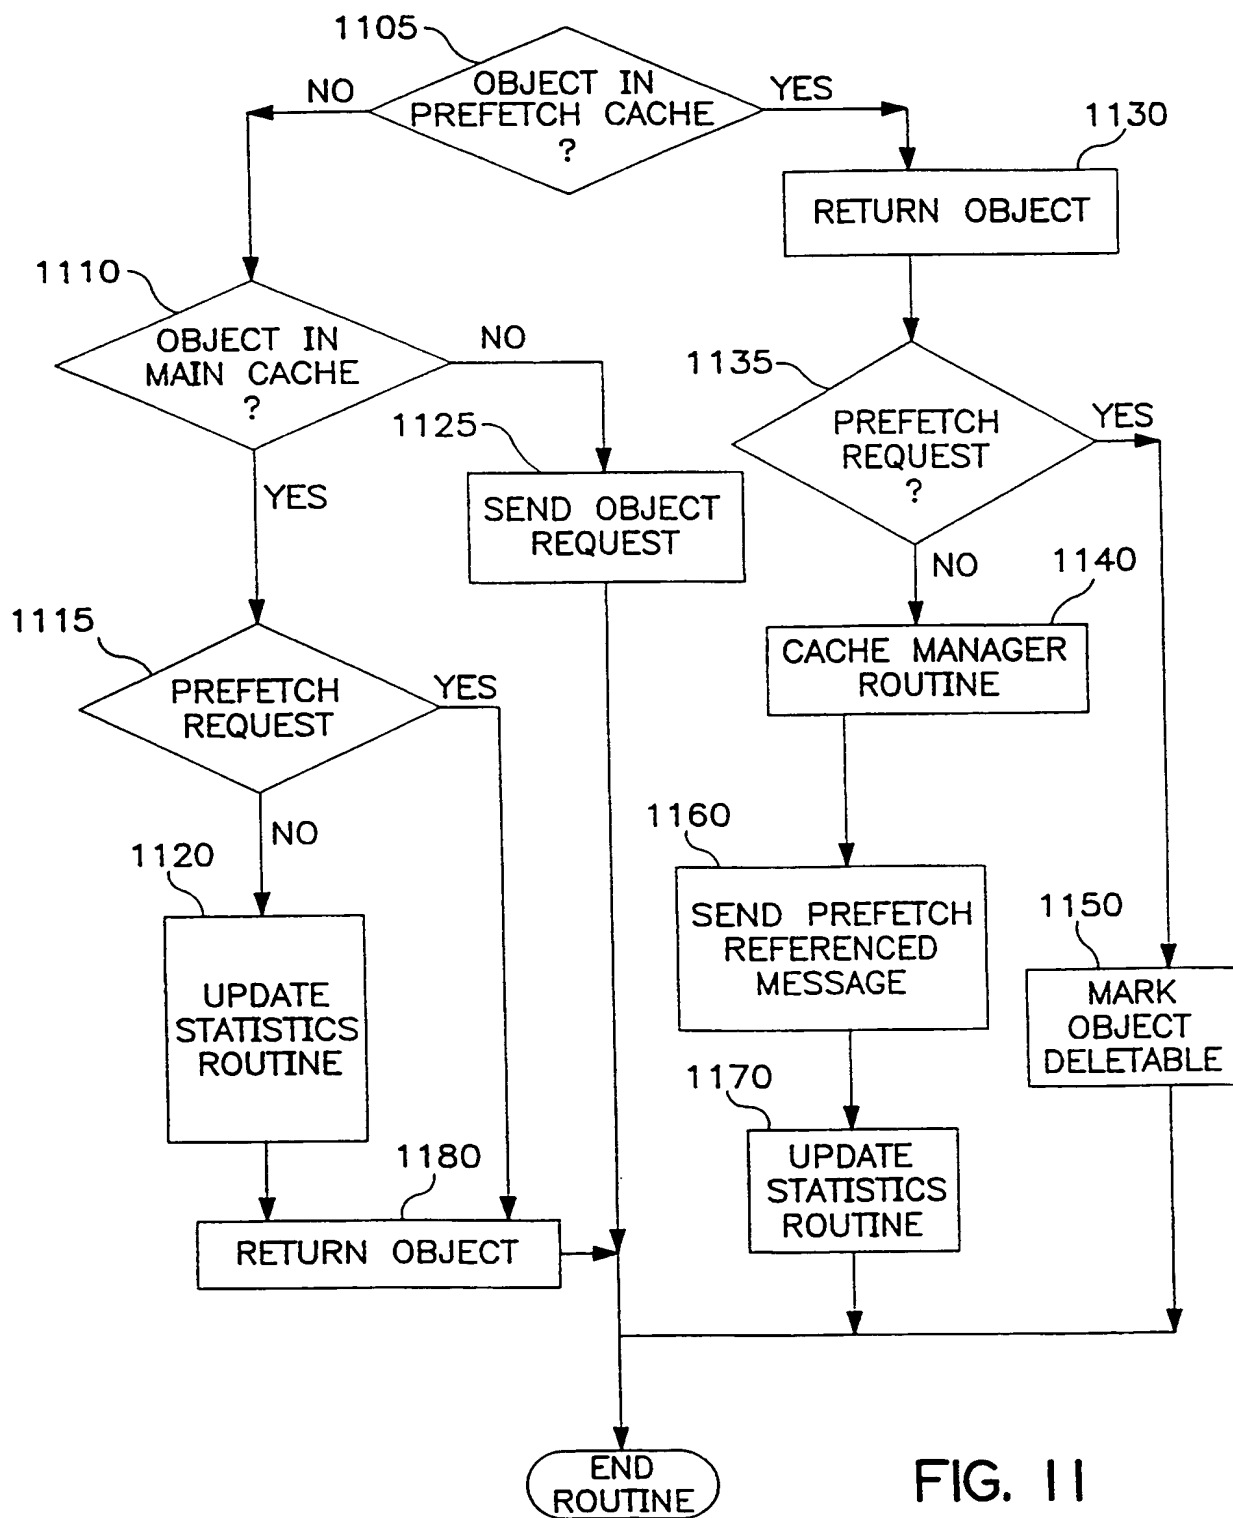 1105
OBJECT IN
PREFETCH CACHE
?
NO
YES
1130
RETURN OBJECT
1110
OBJECT IN
MAIN CACHE
?
NO
YES
1125
SEND OBJECT
REQUEST
1135
PREFETCH
REQUEST
?
YES
NO
1140
CACHE MANAGER
ROUTINE
1115
PREFETCH
REQUEST
YES
NO
1120
UPDATE
STATISTICS
ROUTINE
1160
SEND PREFETCH
REFERENCED
MESSAGE
1150
MARK
OBJECT
DELETABLE
1170
UPDATE
STATISTICS
ROUTINE
1180
RETURN OBJECT
END
ROUTINE
FIG. 11